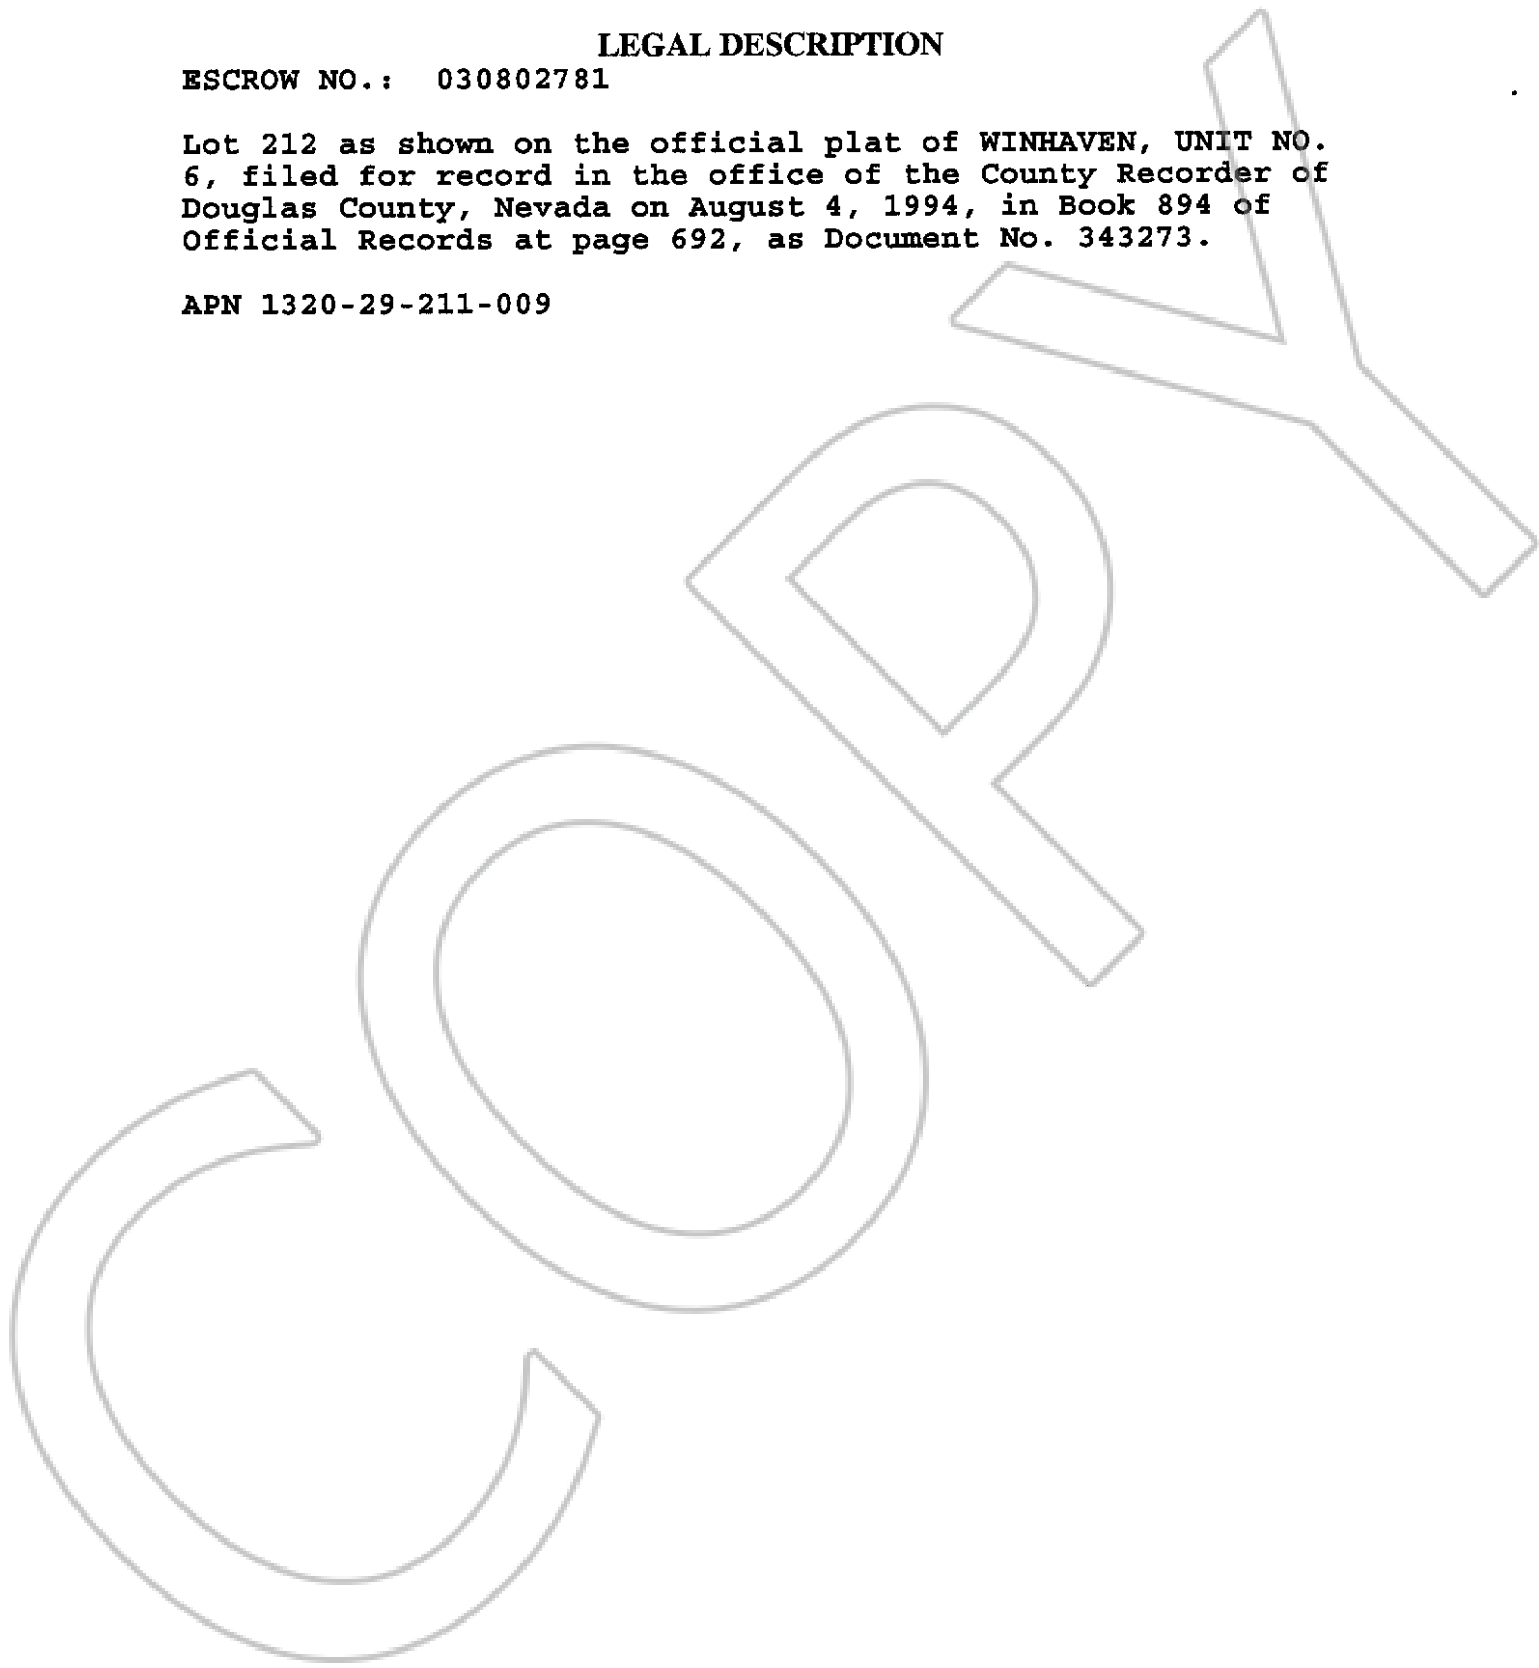 LEGAL DESCRIPTION
ESCROW NO.: 030802781
Lot 212 as shown on the official plat of WINHAVEN, UNIT NO.
6, filed for record in the office of the County Recorder of
Douglas County, Nevada on August 4, 1994, in Book 894 of
Official Records at page 692, as Document No. 343273.
APN 1320-29-211-009
COPY